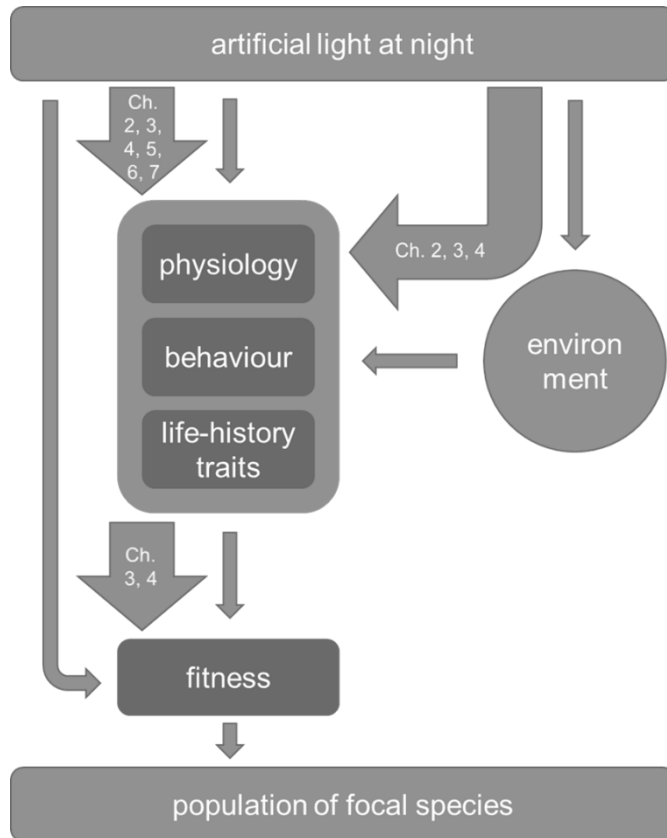 artificial light at night
Ch.
2, 3,
4, 5,
6, 7
physiology
Ch. 2, 3, 4
behaviour
environ
ment
life-history
traits
Ch.
3, 4
fitness
population of focal species